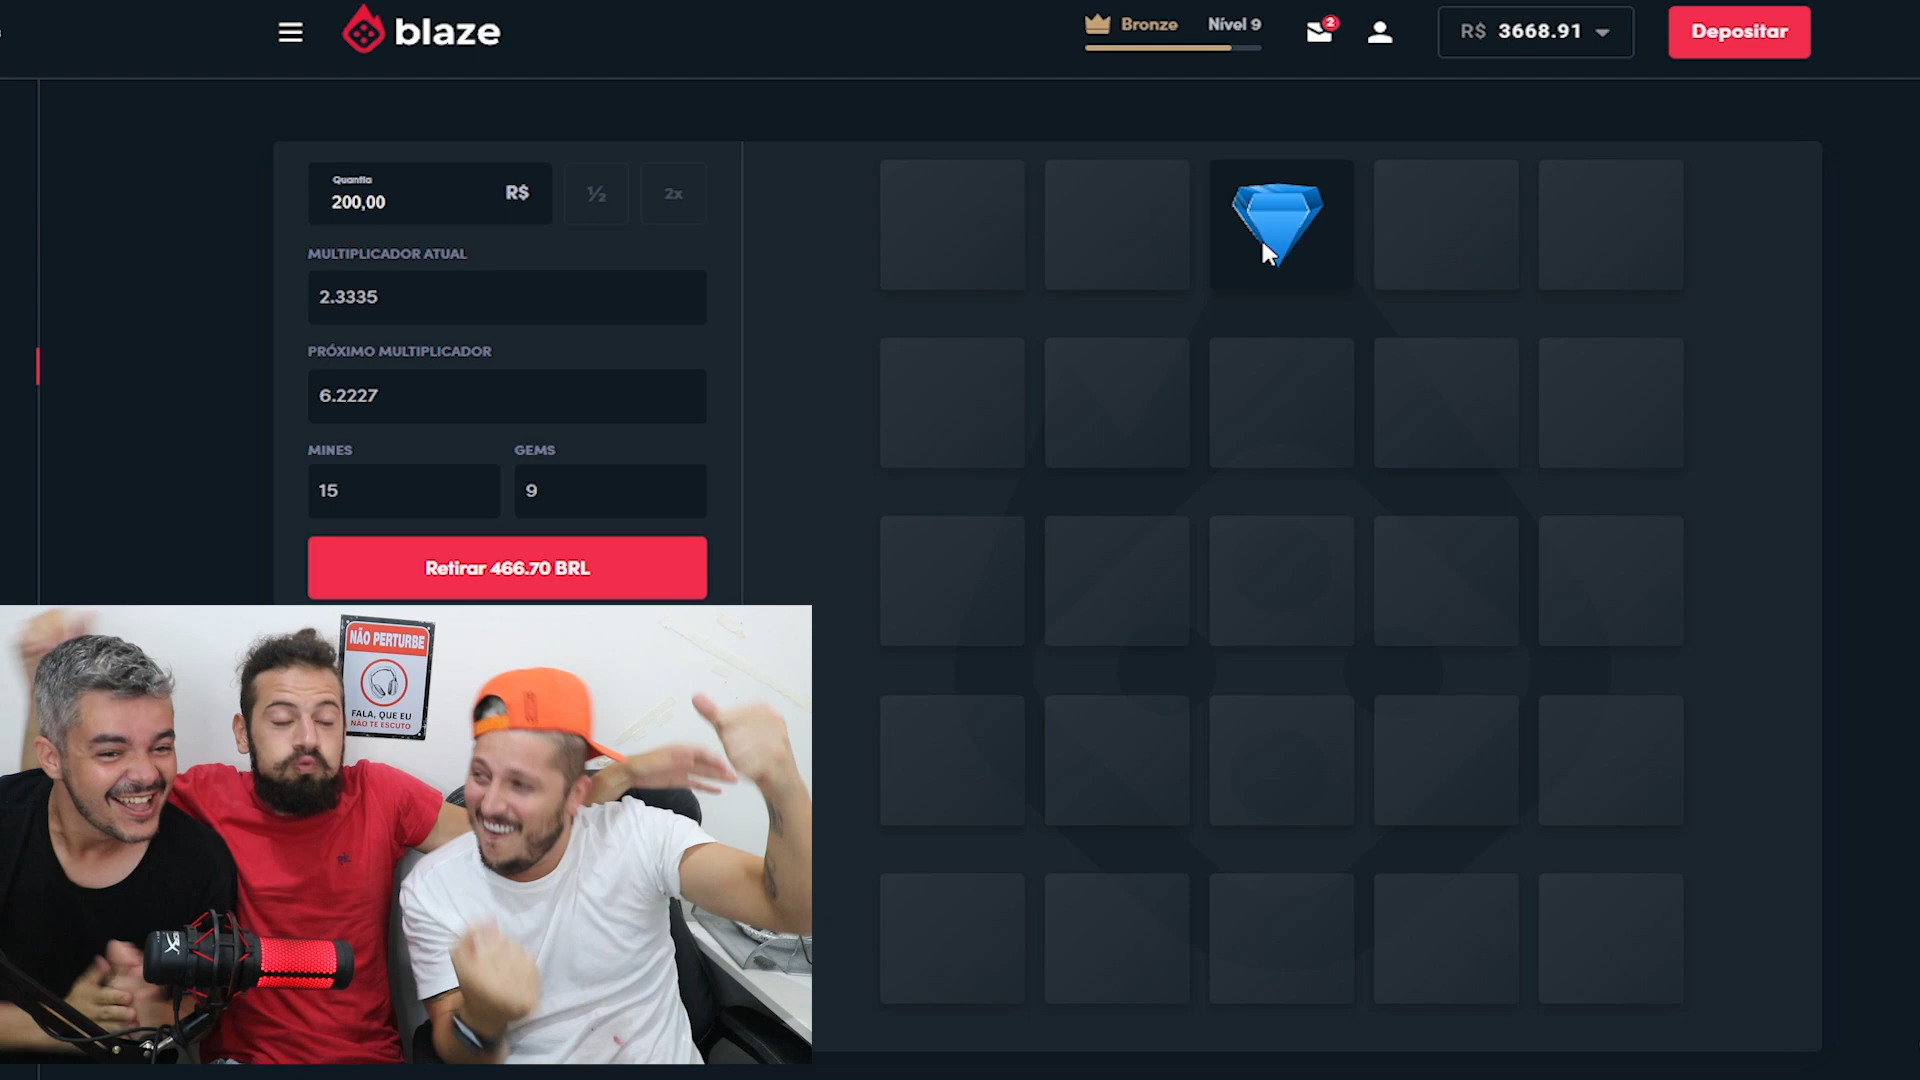 blaze
Bronze
Nível 9
2
R$ 3668.91
Depositar
Quantia
200,00
R$
½
2x
MULTIPLICADOR ATUAL
2.3335
PRÓXIMO MULTIPLICADOR
6.2227
MINES
GEMS
15
9
Retirar 466.70 BRL
NÃO PERTURBE
FALA, QUE EU
NÃO TE ESCUTO